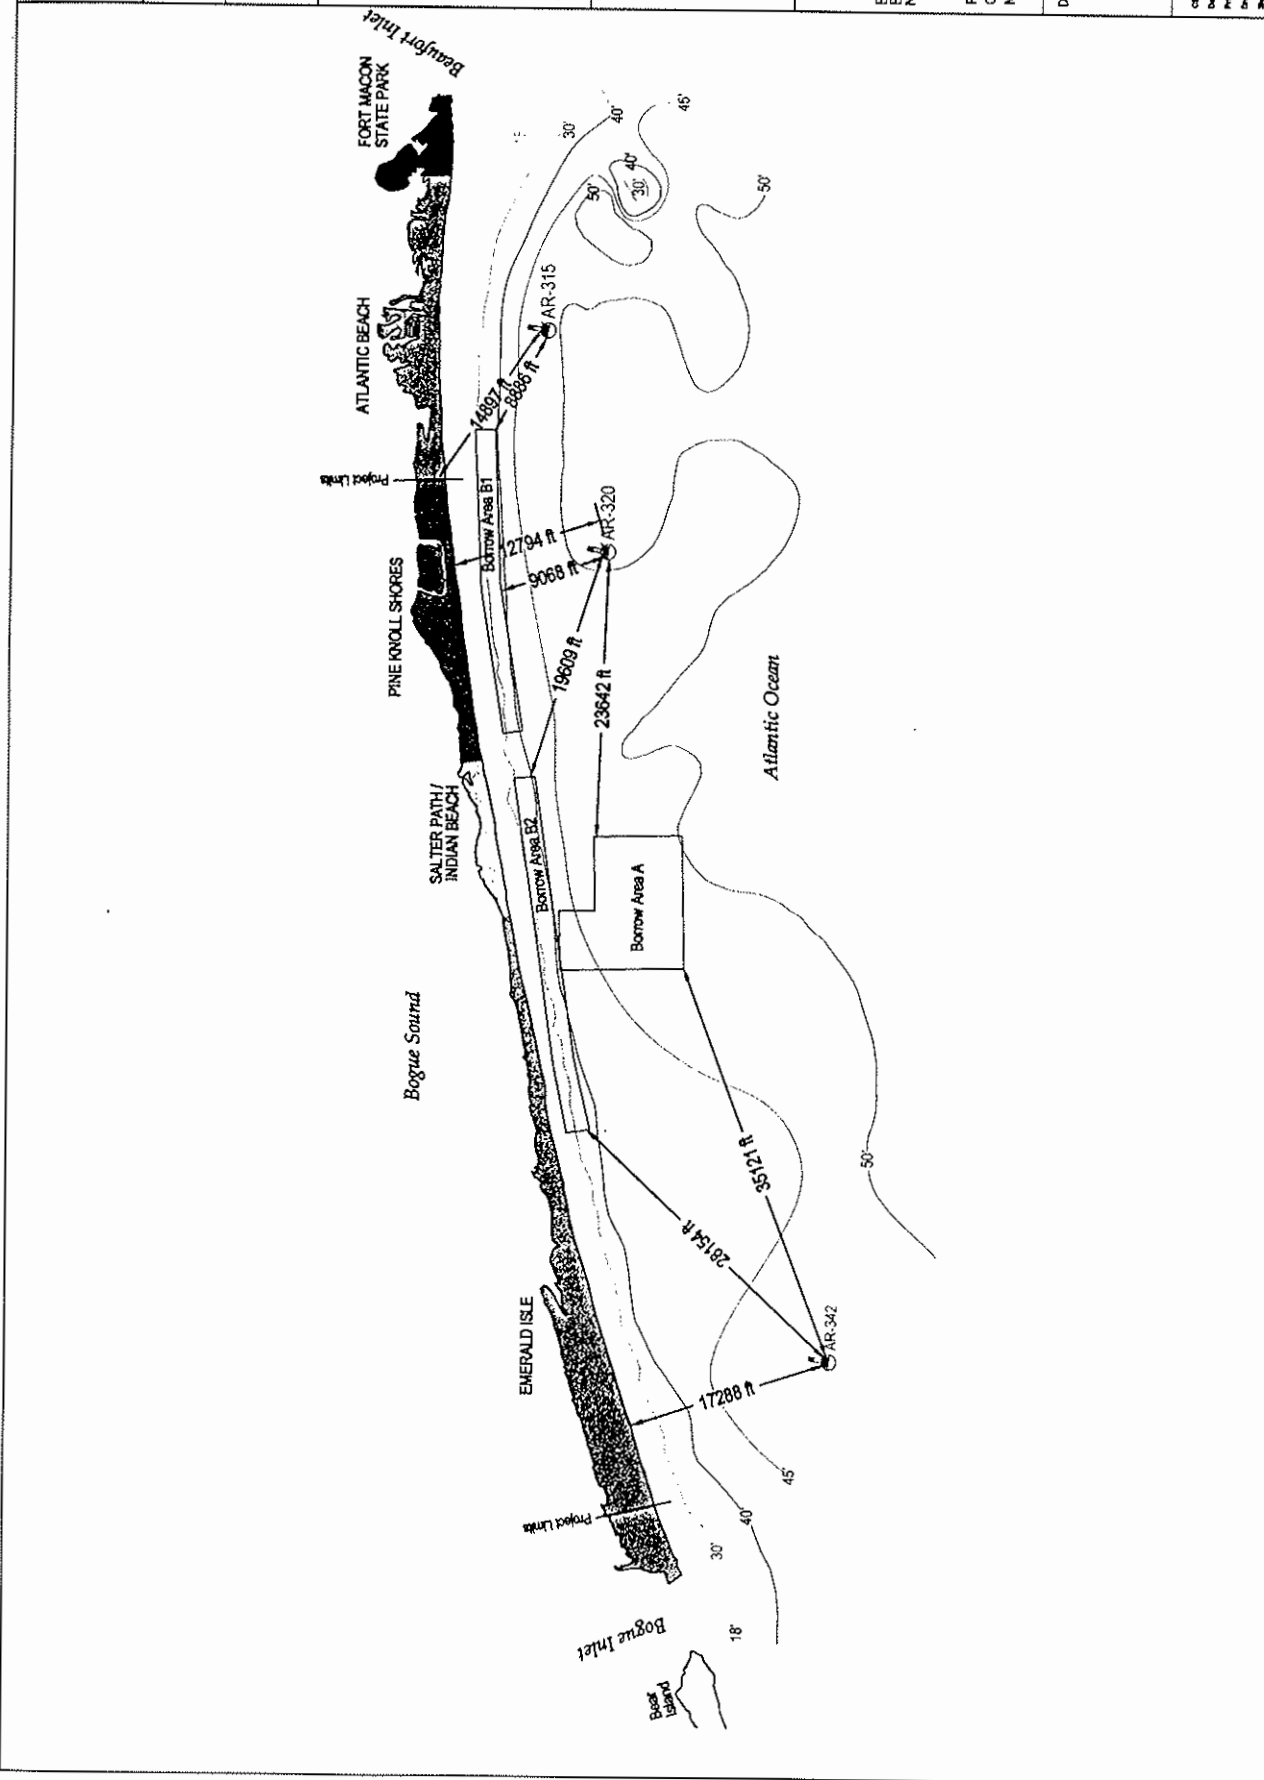 Beaufort Inlet
FORT MACON
STATE PARK
ATLANTIC BEACH
Project Limits
PINE KNOLL SHORES
SALTER PATH /
INDIAN BEACH
Bogue Sound
EMERALD ISLE
Project Limits
Bogue Inlet
Bear
Island
Atlantic Ocean
Borrow Area B1
Borrow Area B2
Borrow Area A
AR-315
AR-320
AR-342
14897 ft
8886 ft
12794 ft
9068 ft
19609 ft
23642 ft
35121 ft
28154 ft
17288 ft
30'
40'
45'
50'
40'
30'
50'
50'
45'
40'
30'
18'